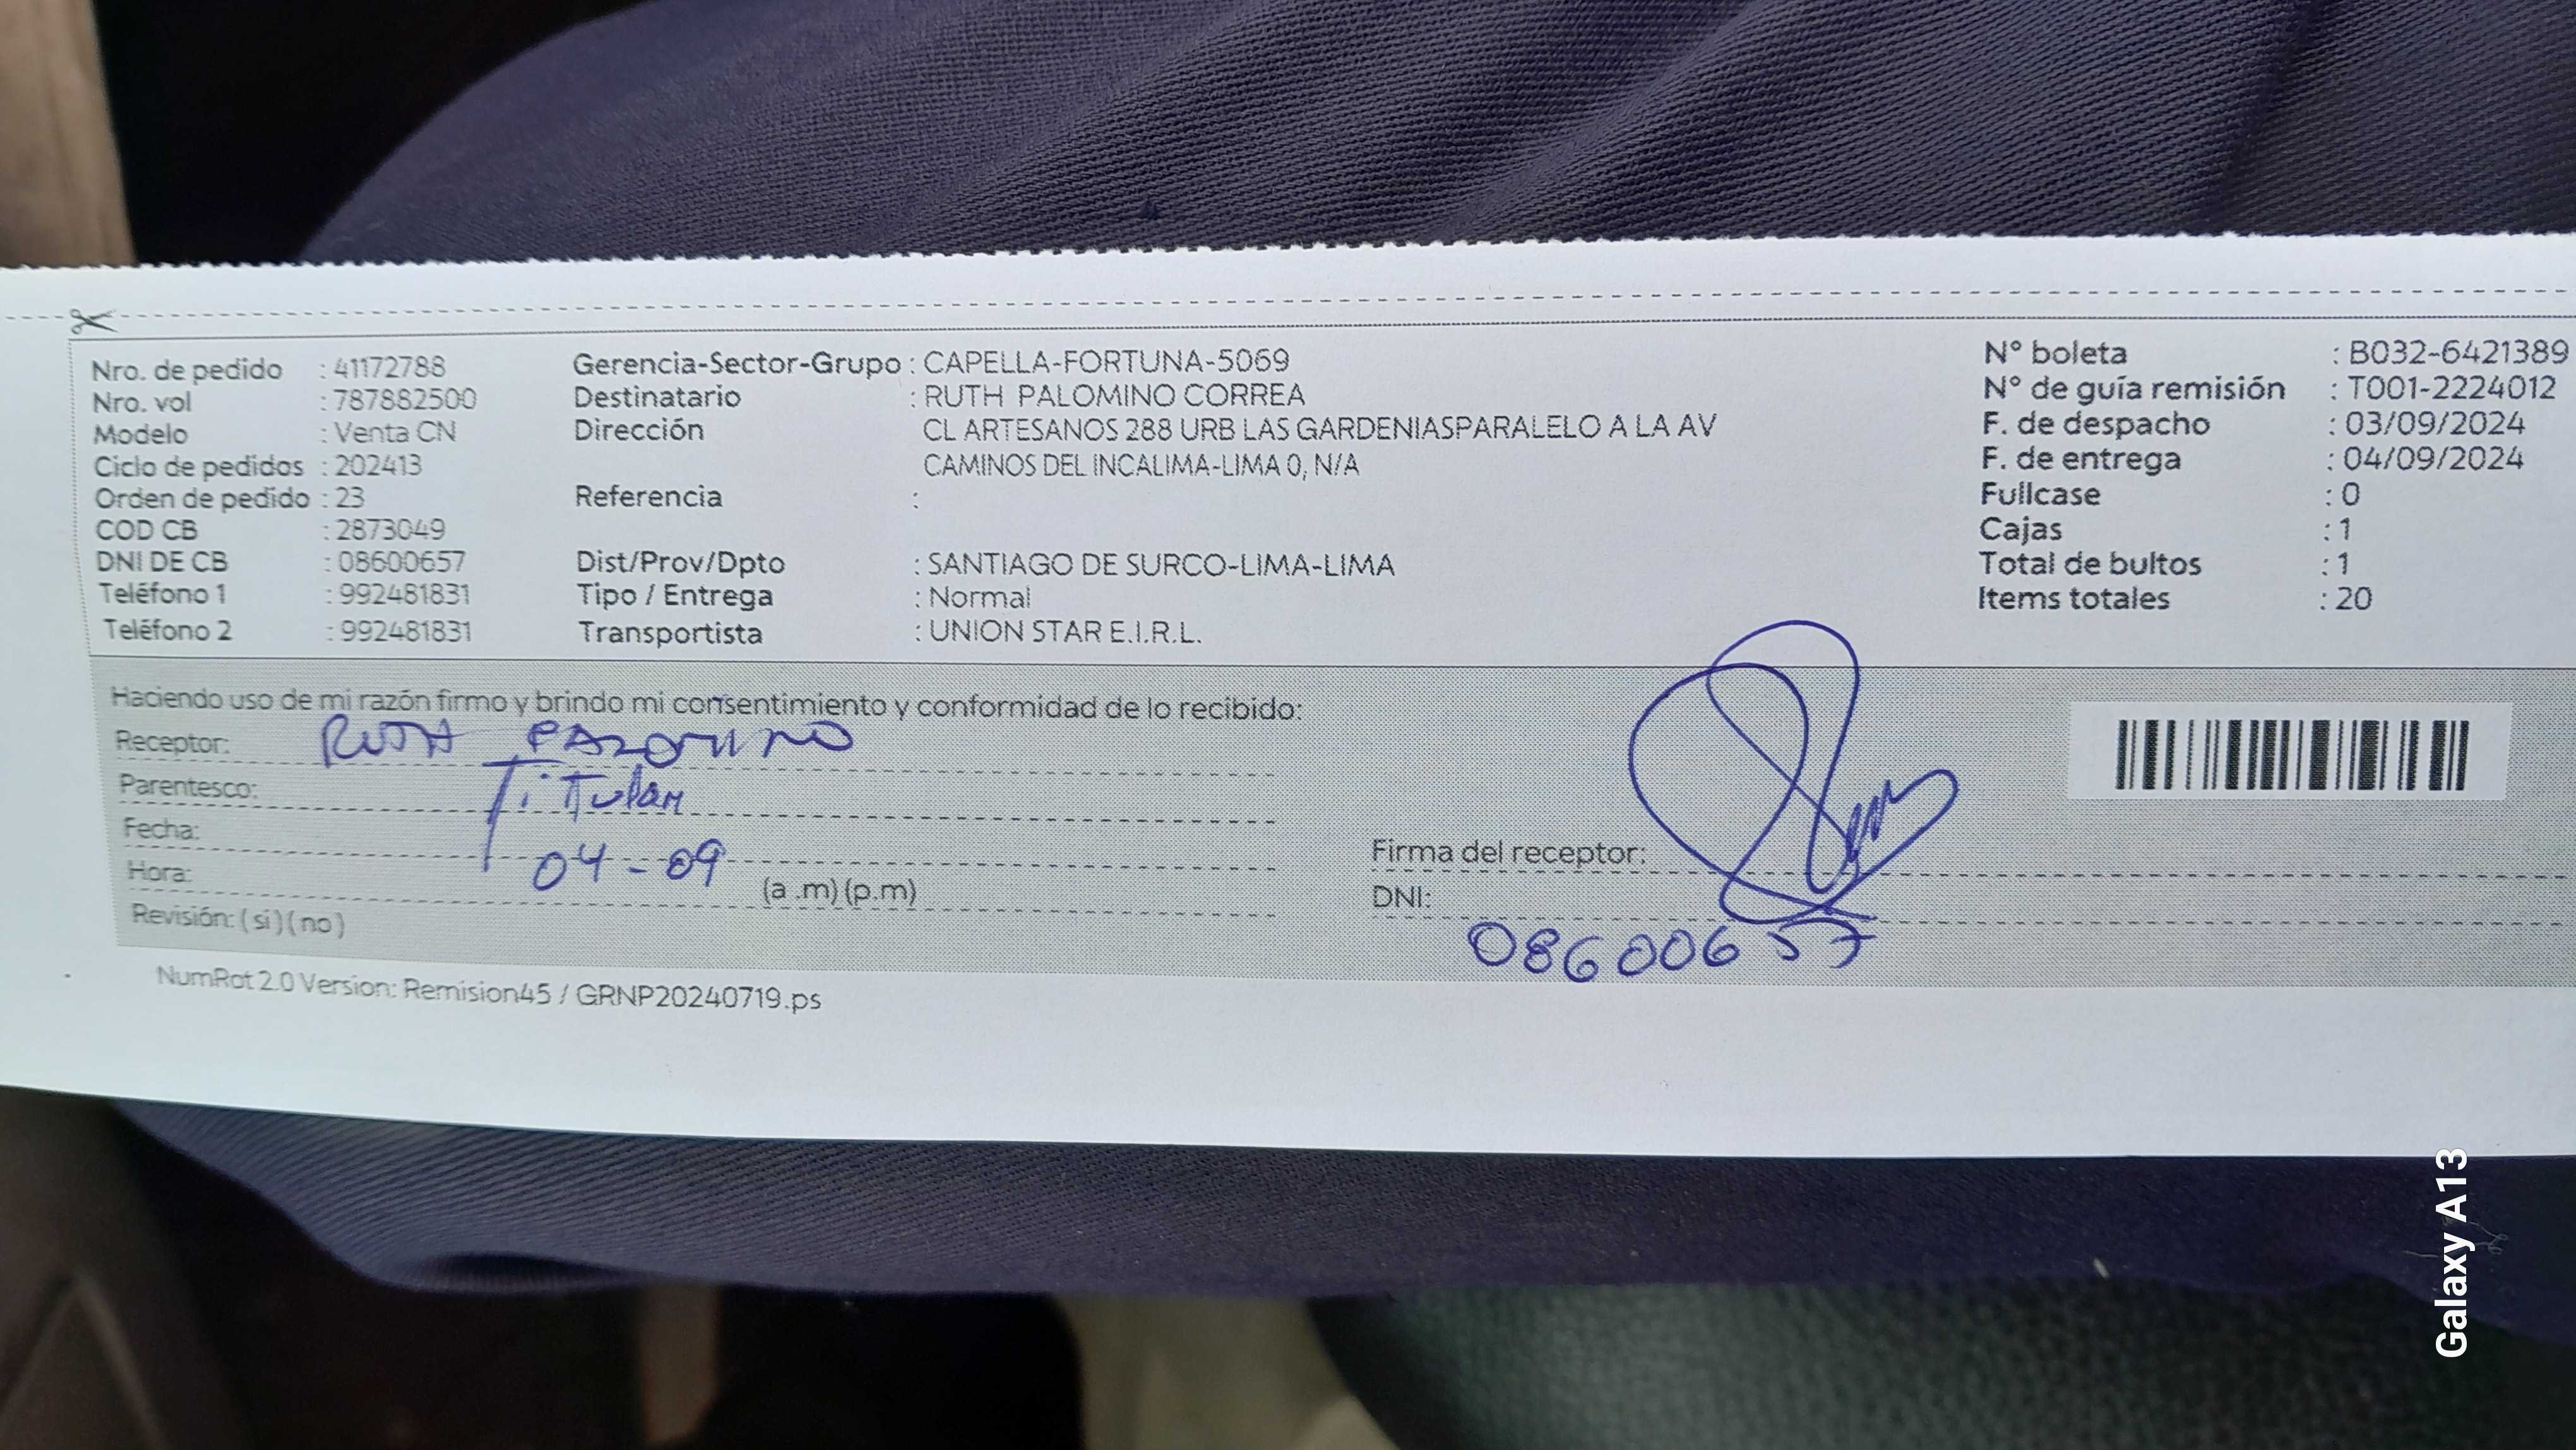 Nro. de pedido : 41172788
Nro. vol : 787882500
Modelo : Venta CN
Ciclo de pedidos : 202413
Orden de pedido : 23
COD CB : 2873049
DNI DE CB : 08600657
Teléfono 1 : 992481831
Teléfono 2 : 992481831
Gerencia-Sector-Grupo : CAPELLA-FORTUNA-5069
Destinatario : RUTH PALOMINO CORREA
Dirección CL ARTESANOS 288 URB LAS GARDENIASPARALELO A LA AV
CAMINOS DEL INCALIMA-LIMA 0, N/A
Referencia :
Dist/Prov/Dpto : SANTIAGO DE SURCO-LIMA-LIMA
Tipo / Entrega : Normal
Transportista : UNION STAR E.I.R.L.
N° boleta : B032-6421389
N° de guía remisión : T001-2224012
F. de despacho : 03/09/2024
F. de entrega : 04/09/2024
Fullcase : 0
Cajas : 1
Total de bultos : 1
Items totales : 20
Haciendo uso de mi razón firmo y brindo mi consentimiento y conformidad de lo recibido:
Receptor: RUTH PALOMINO
Parentesco: Titular
Fecha: 04-09
Hora: (a .m) (p.m)
Revisión: ( si ) ( no )
Firma del receptor:
DNI: 08600657
NumRot 2.0 Version: Remision45 / GRNP20240719.ps
Galaxy A13